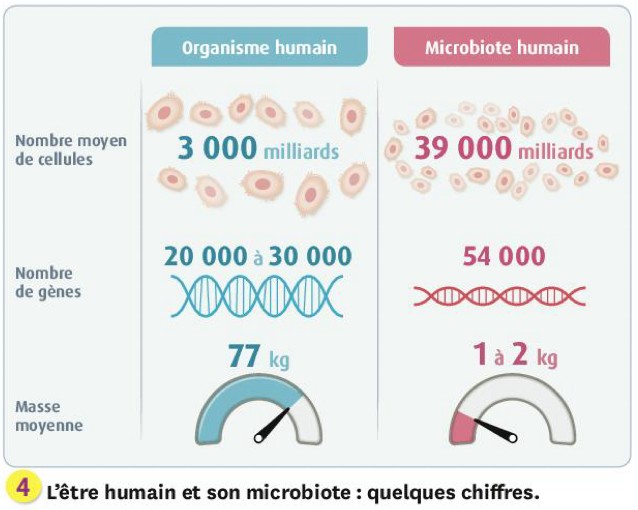 Organisme humain
Microbiote humain
Nombre moyen
de cellules
3 000 milliards
39 000 milliards
Nombre
de gènes
20 000 à 30 000
54 000
Masse
moyenne
77 kg
1 à 2 kg
4 L'être humain et son microbiote : quelques chiffres.